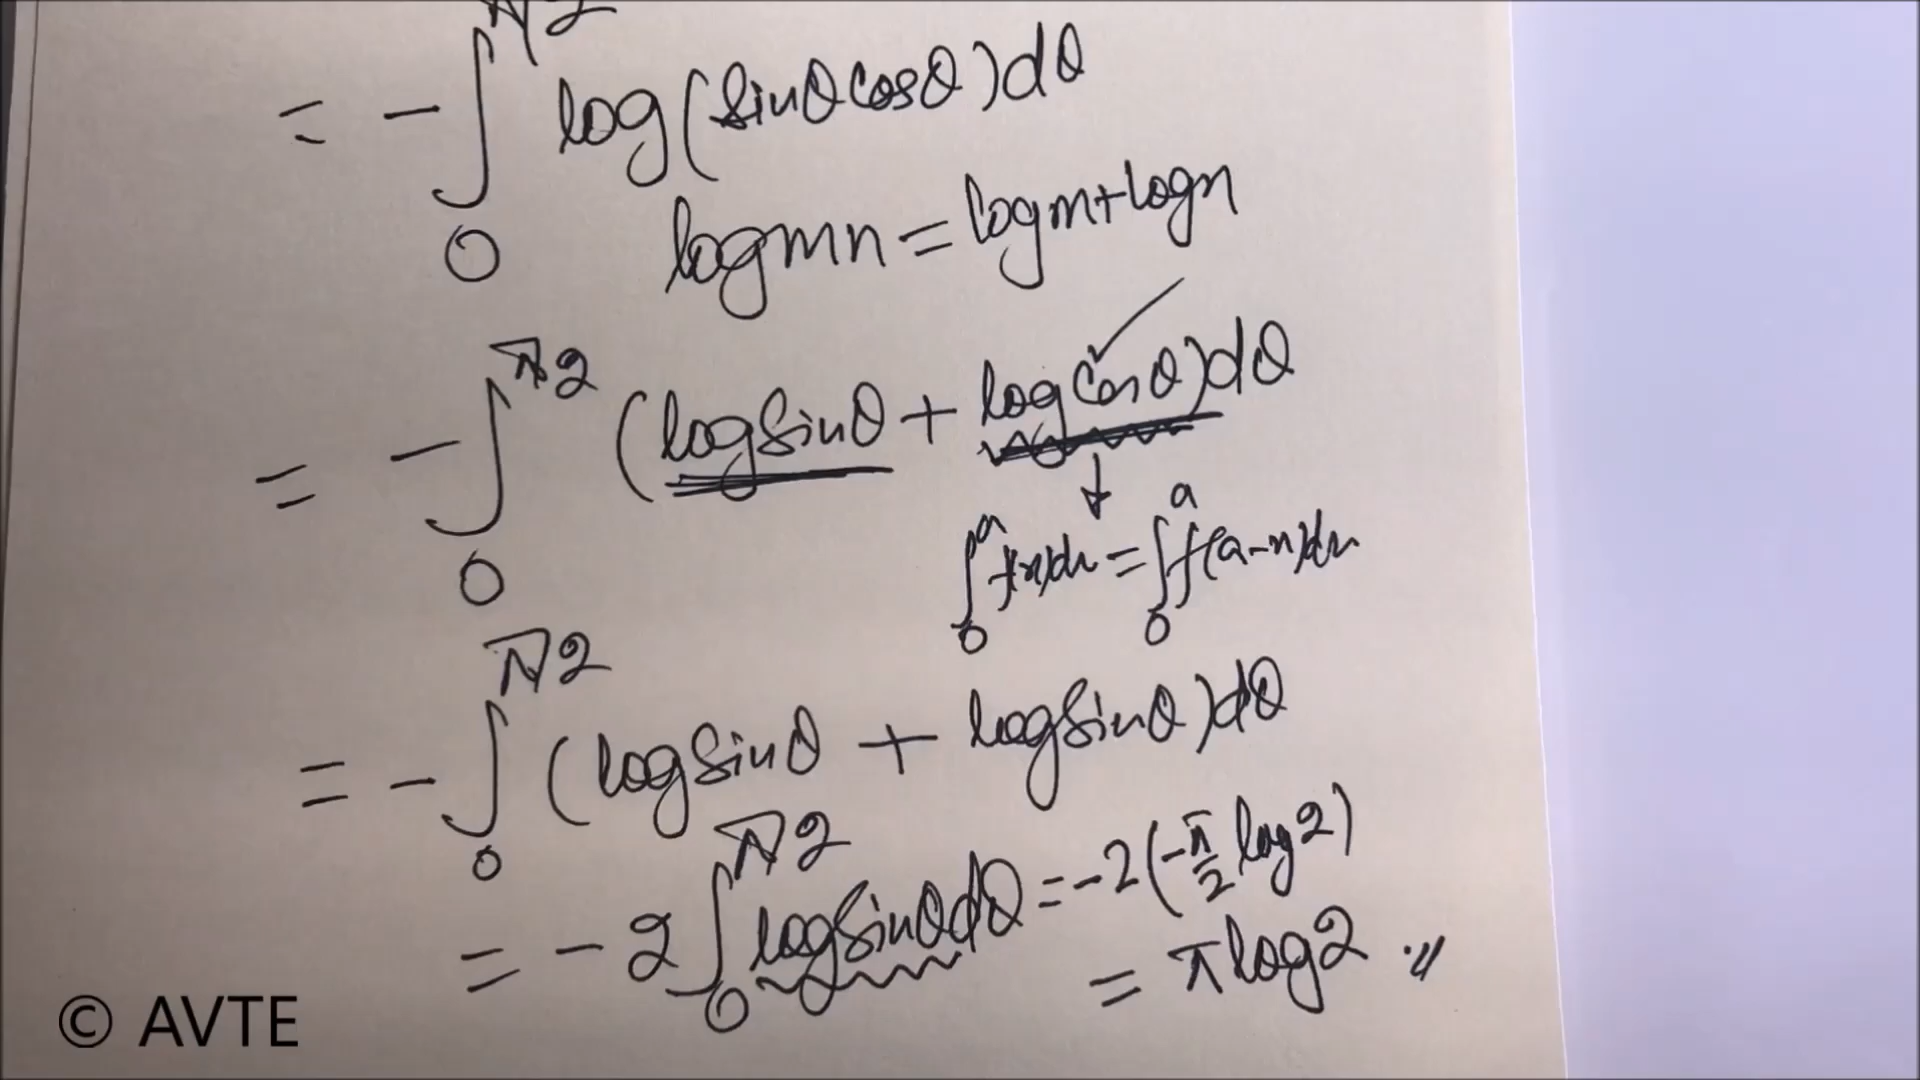 = - ∫₀^π/2 log(sinθ cosθ)dθ
log mn = log m + log n
= - ∫₀^π/2 (log sinθ + log cosθ)dθ
∫₀^a f(x)dx = ∫₀^a f(a-x)dx
= - ∫₀^π/2 (log sinθ + log sinθ)dθ
= -2 ∫₀^π/2 log sinθ dθ = -2(-π/2 log 2)
= π log 2 .//
© AVTE